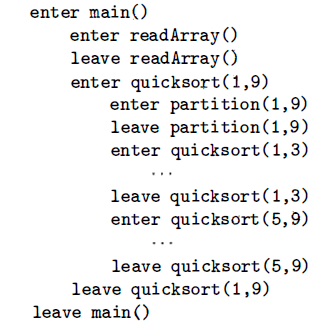 enter main()
enter readArray()
leave readArray()
enter quicksort(1,9)
enter partition(1,9)
leave partition(1,9)
enter quicksort(1,3)
...
leave quicksort(1,3)
enter quicksort(5,9)
...
leave quicksort(5,9)
leave quicksort(1,9)
leave main()